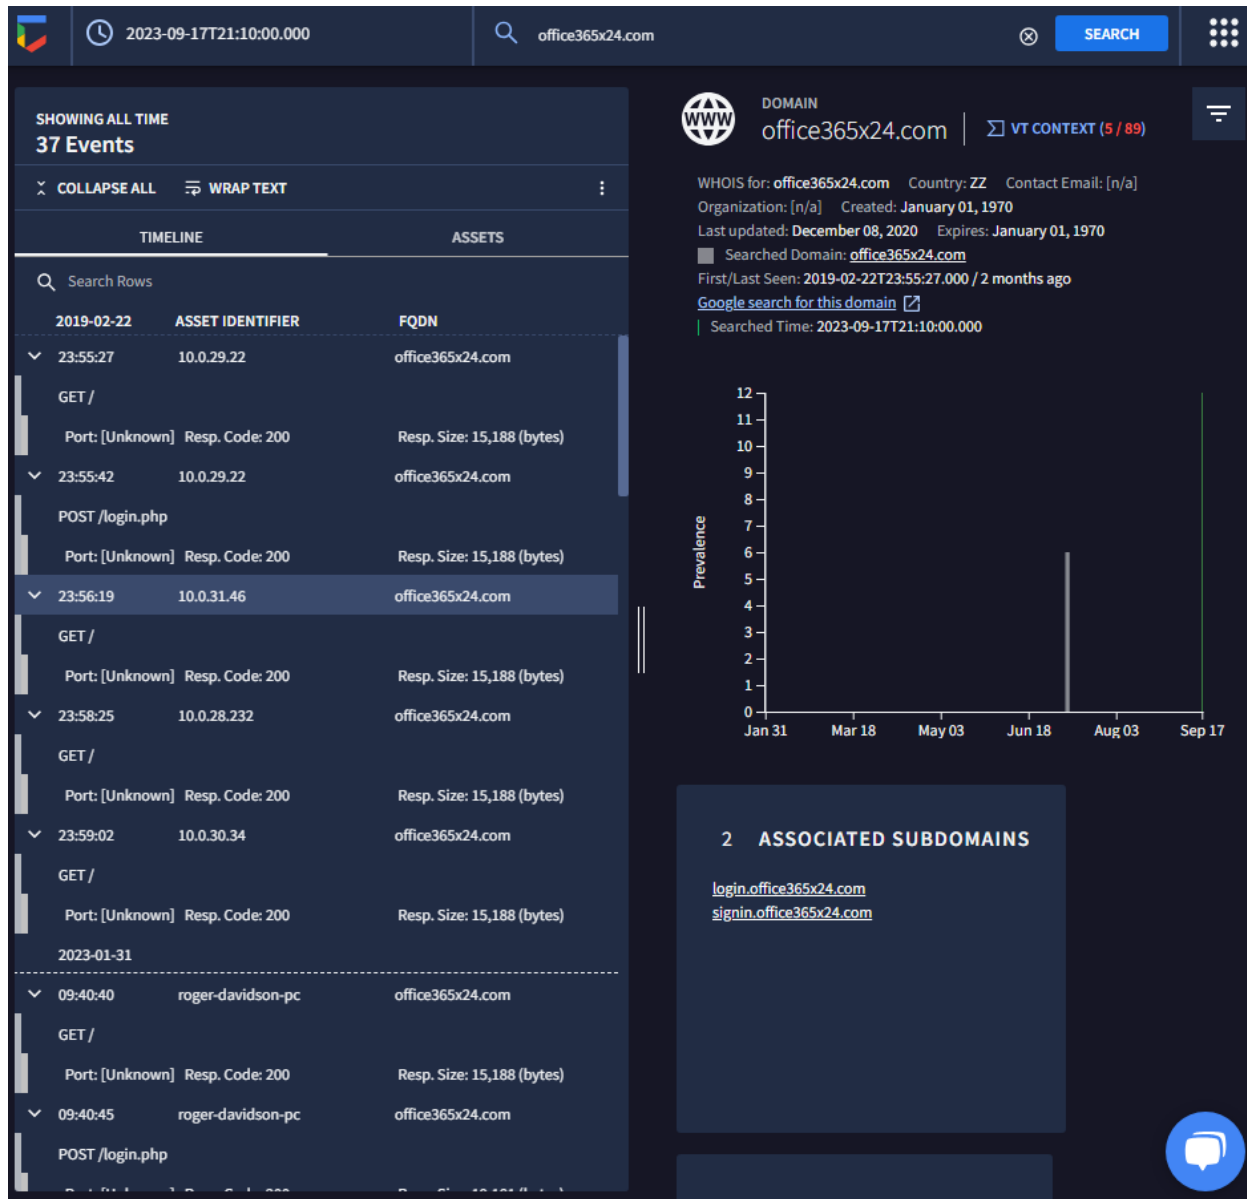 2023-09-17T21:10:00.000
office365x24.com
SEARCH
SHOWING ALL TIME
37 Events
COLLAPSE ALL WRAP TEXT
TIMELINE ASSETS
Search Rows
2019-02-22 ASSET IDENTIFIER FQDN
23:55:27 10.0.29.22 office365x24.com
GET /
Port: [Unknown] Resp. Code: 200 Resp. Size: 15,188 (bytes)
23:55:42 10.0.29.22 office365x24.com
POST /login.php
Port: [Unknown] Resp. Code: 200 Resp. Size: 15,188 (bytes)
23:56:19 10.0.31.46 office365x24.com
GET /
Port: [Unknown] Resp. Code: 200 Resp. Size: 15,188 (bytes)
23:58:25 10.0.28.232 office365x24.com
GET /
Port: [Unknown] Resp. Code: 200 Resp. Size: 15,188 (bytes)
23:59:02 10.0.30.34 office365x24.com
GET /
Port: [Unknown] Resp. Code: 200 Resp. Size: 15,188 (bytes)
2023-01-31
09:40:40 roger-davidson-pc office365x24.com
GET /
Port: [Unknown] Resp. Code: 200 Resp. Size: 15,188 (bytes)
09:40:45 roger-davidson-pc office365x24.com
POST /login.php
WWW
DOMAIN
office365x24.com
VT CONTEXT (5 / 89)
WHOIS for: office365x24.com Country: ZZ Contact Email: [n/a]
Organization: [n/a] Created: January 01, 1970
Last updated: December 08, 2020 Expires: January 01, 1970
Searched Domain: office365x24.com
First/Last Seen: 2019-02-22T23:55:27.000 / 2 months ago
Google search for this domain
Searched Time: 2023-09-17T21:10:00.000
Prevalence
12
11
10
9
8
7
6
5
4
3
2
1
0
Jan 31 Mar 18 May 03 Jun 18 Aug 03 Sep 17
2 ASSOCIATED SUBDOMAINS
login.office365x24.com
signin.office365x24.com